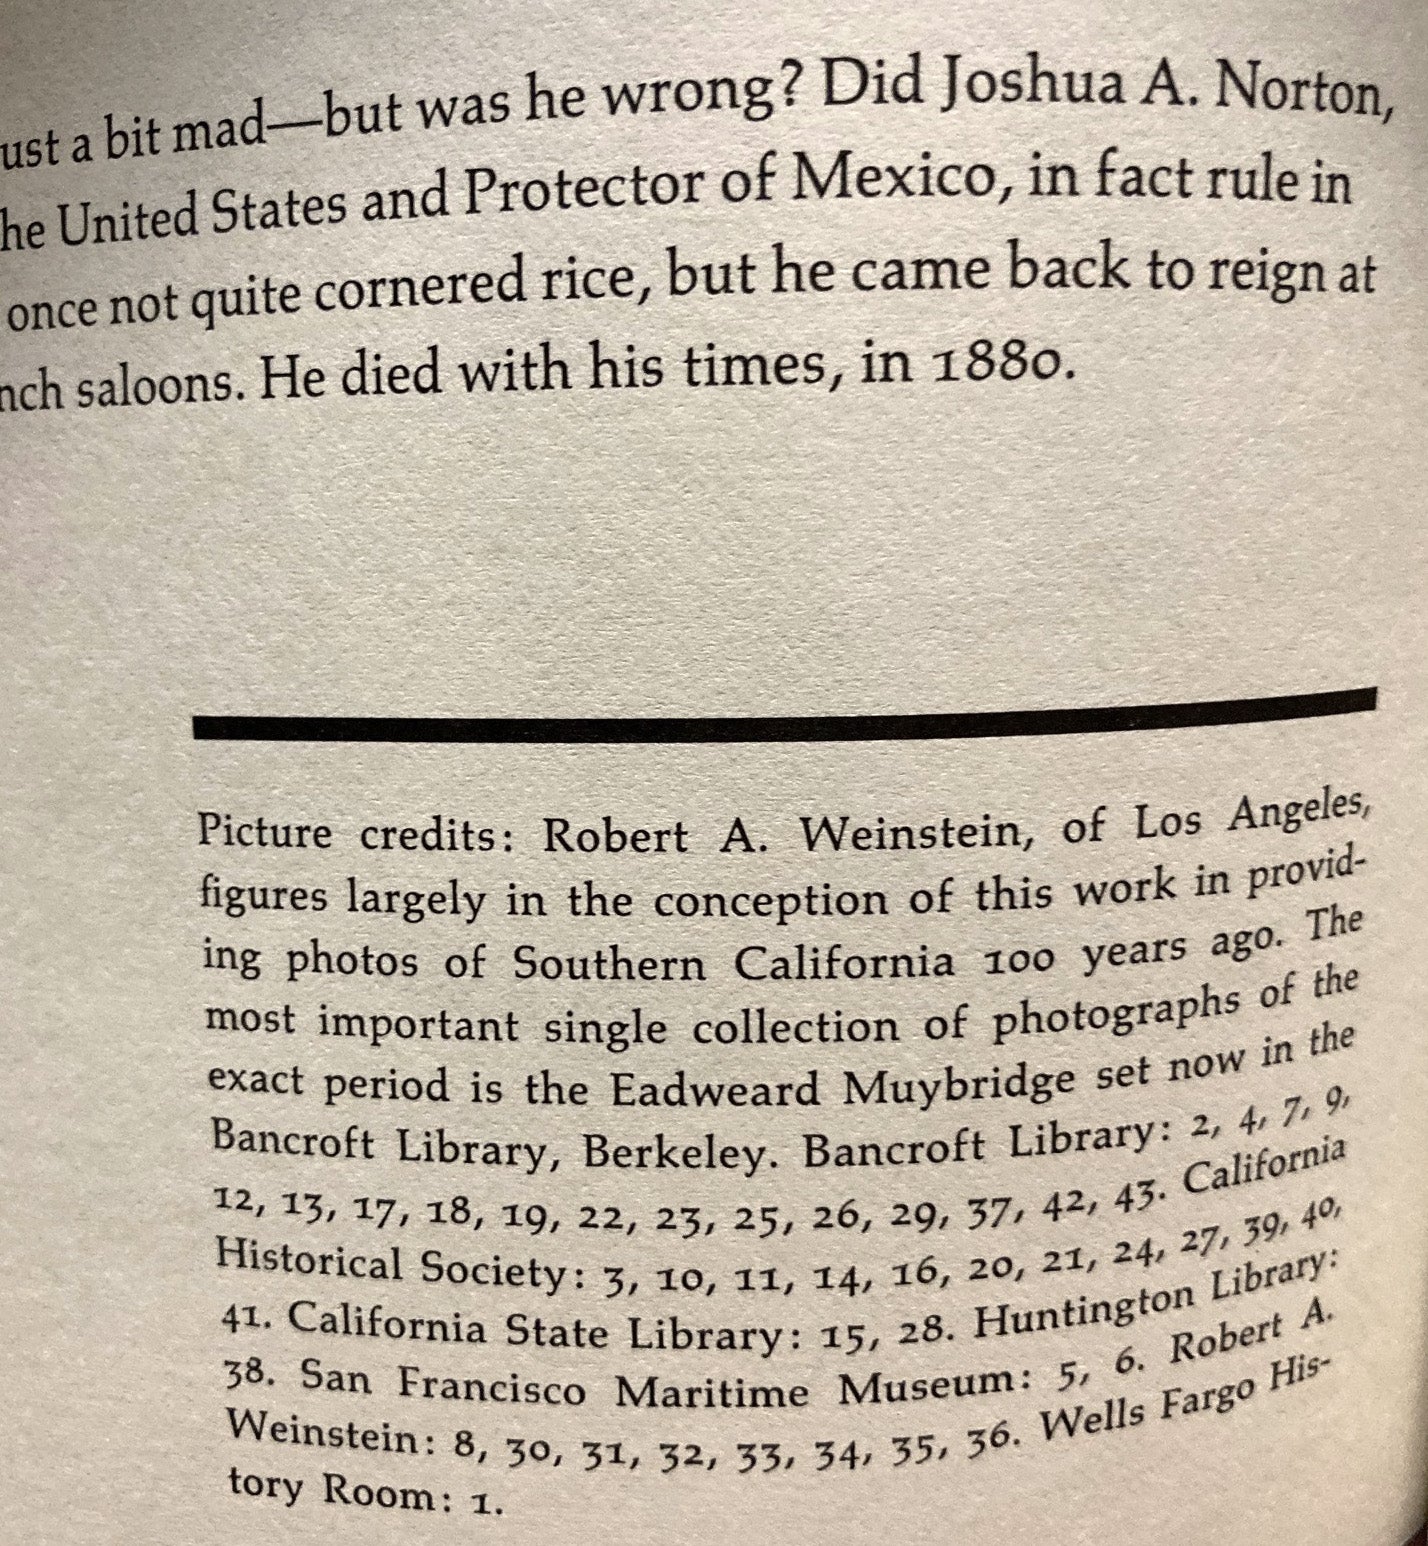 ust a bit mad—but was he wrong? Did Joshua A. Norton,
he United States and Protector of Mexico, in fact rule in
once not quite cornered rice, but he came back to reign at
nch saloons. He died with his times, in 1880.
Picture credits: Robert A. Weinstein, of Los Angeles,
figures largely in the conception of this work in provid-
ing photos of Southern California 100 years ago. The
most important single collection of photographs of the
exact period is the Eadweard Muybridge set now in the
Bancroft Library, Berkeley. Bancroft Library: 2, 4, 7, 9,
12, 13, 17, 18, 19, 22, 23, 25, 26, 29, 37, 42, 43. California
Historical Society: 3, 10, 11, 14, 16, 20, 21, 24, 27, 39, 40,
41. California State Library: 15, 28. Huntington Library:
38. San Francisco Maritime Museum: 5, 6. Robert A.
Weinstein: 8, 30, 31, 32, 33, 34, 35, 36. Wells Fargo His-
tory Room: 1.